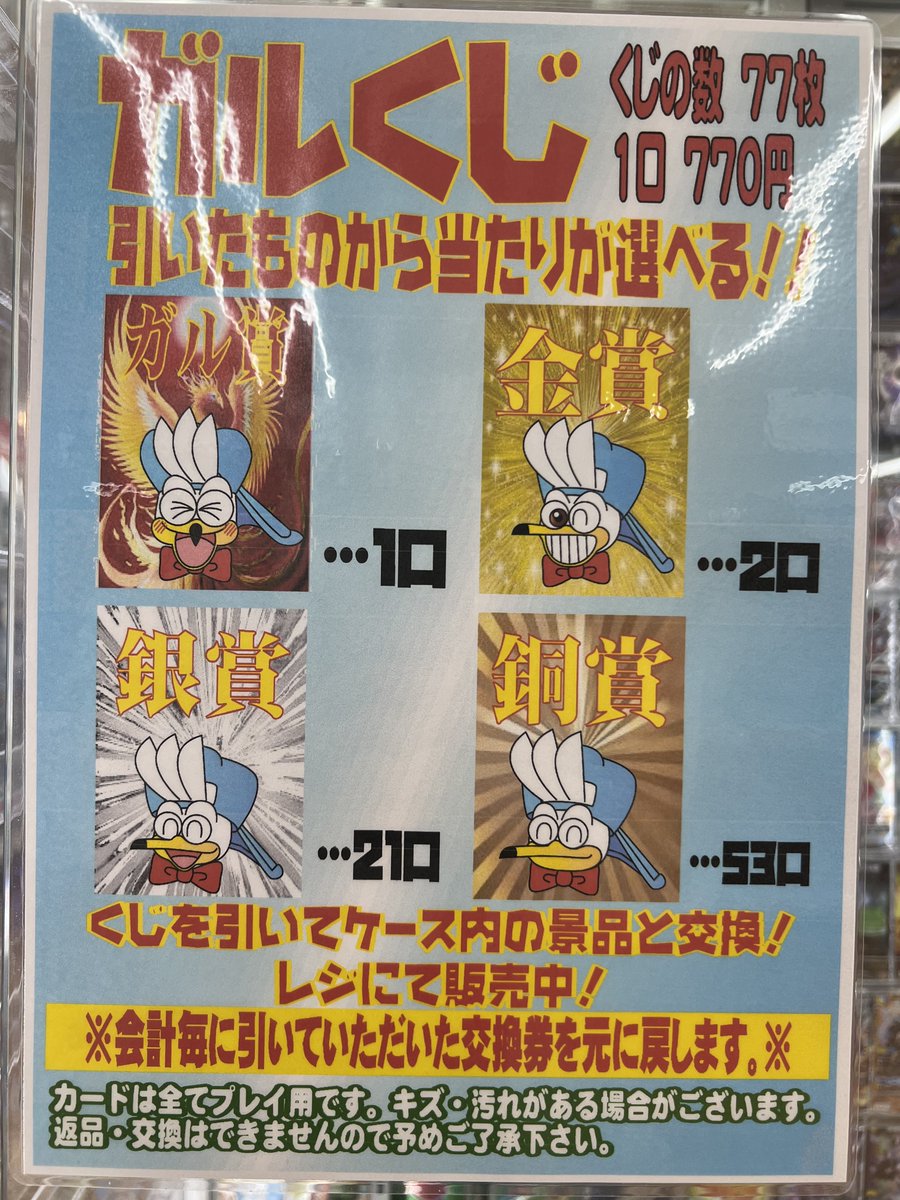 ガルくじ
くじの数 77枚
1口 770円
引いたものから当たりが選べる!!
ガル賞
…1口
金賞
…2口
銀賞
…21口
銅賞
…53口
くじを引いてケース内の景品と交換!
レジにて販売中!
※会計毎に引いていただいた交換券を元に戻します。※
カードは全てプレイ用です。キズ・汚れがある場合がございます。
返品・交換はできませんので予めご了承下さい。